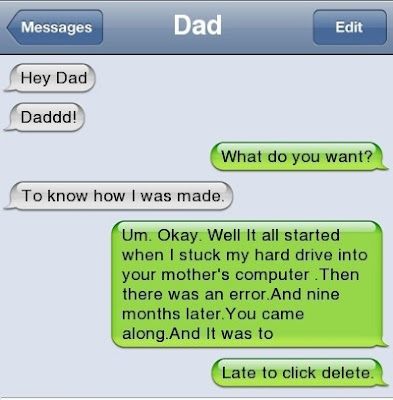 Messages Dad Edit
Hey Dad
Daddd!
What do you want?
To know how I was made.
Um. Okay. Well It all started
when I stuck my hard drive into
your mother's computer .Then
there was an error.And nine
months later.You came
along.And It was to
Late to click delete.